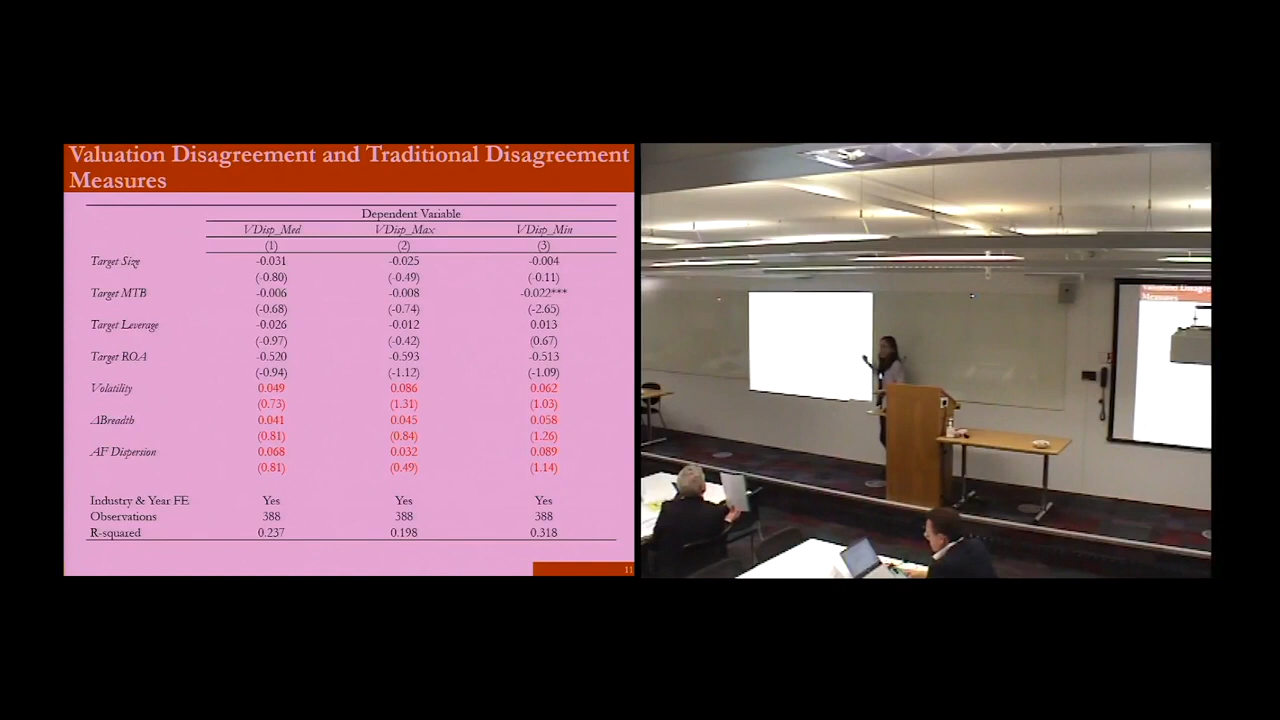 Valuation Disagreement and Traditional Disagreement
Measures
Dependent Variable
VDisp_Med VDisp_Max VDisp_Min
(1) (2) (3)
Target Size -0.031 -0.025 -0.004
(-0.80) (-0.49) (-0.11)
Target MTB -0.006 -0.008 -0.022***
(-0.68) (-0.74) (-2.65)
Target Leverage -0.026 -0.012 0.013
(-0.97) (-0.42) (0.67)
Target ROA -0.520 -0.593 -0.513
(-0.94) (-1.12) (-1.09)
Volatility 0.049 0.086 0.062
(0.73) (1.31) (1.03)
ΔBreadth 0.041 0.045 0.058
(0.81) (0.84) (1.26)
AF Dispersion 0.068 0.032 0.089
(0.81) (0.49) (1.14)
Industry & Year FE Yes Yes Yes
Observations 388 388 388
R-squared 0.237 0.198 0.318
11
Measures